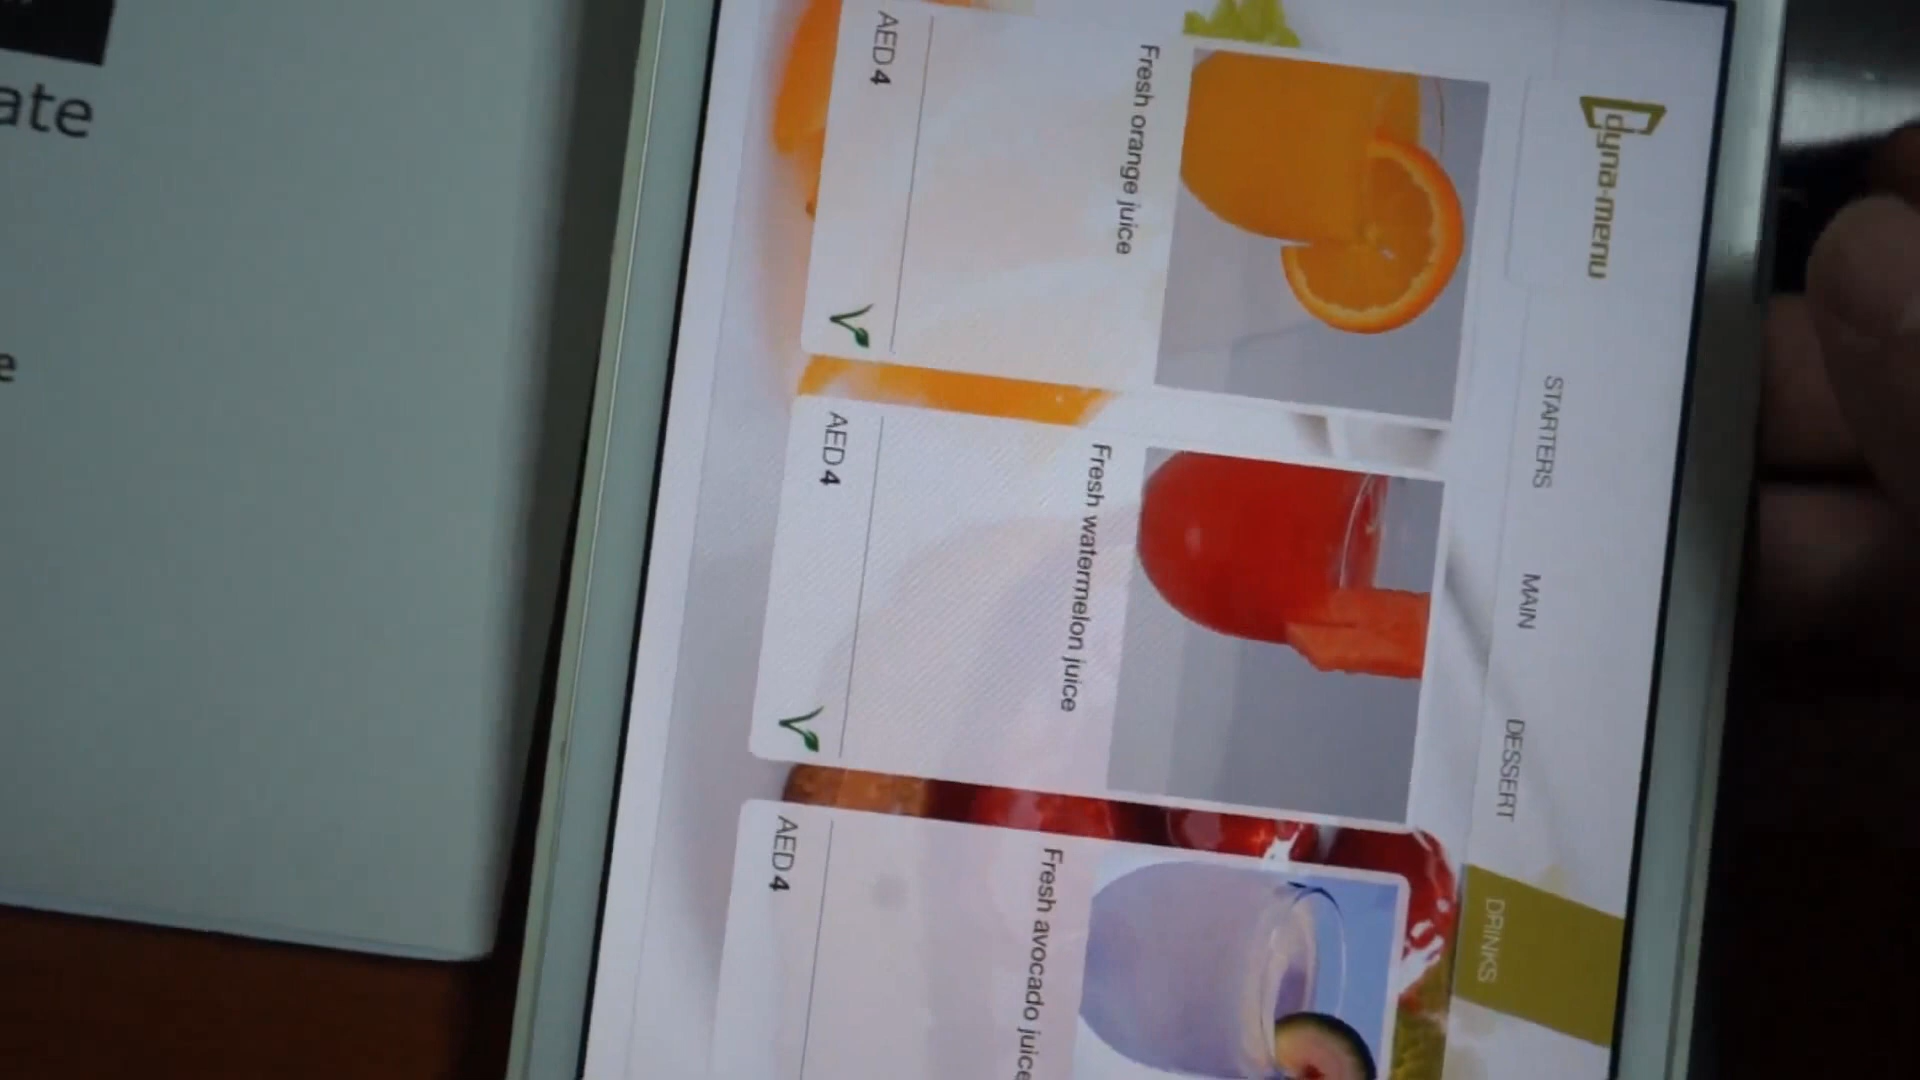 ate
e
dyna-menu
STARTERS
MAIN
DESSERT
DRINKS
Fresh orange juice
AED 4
Fresh watermelon juice
AED 4
Fresh avocado juice
AED 4